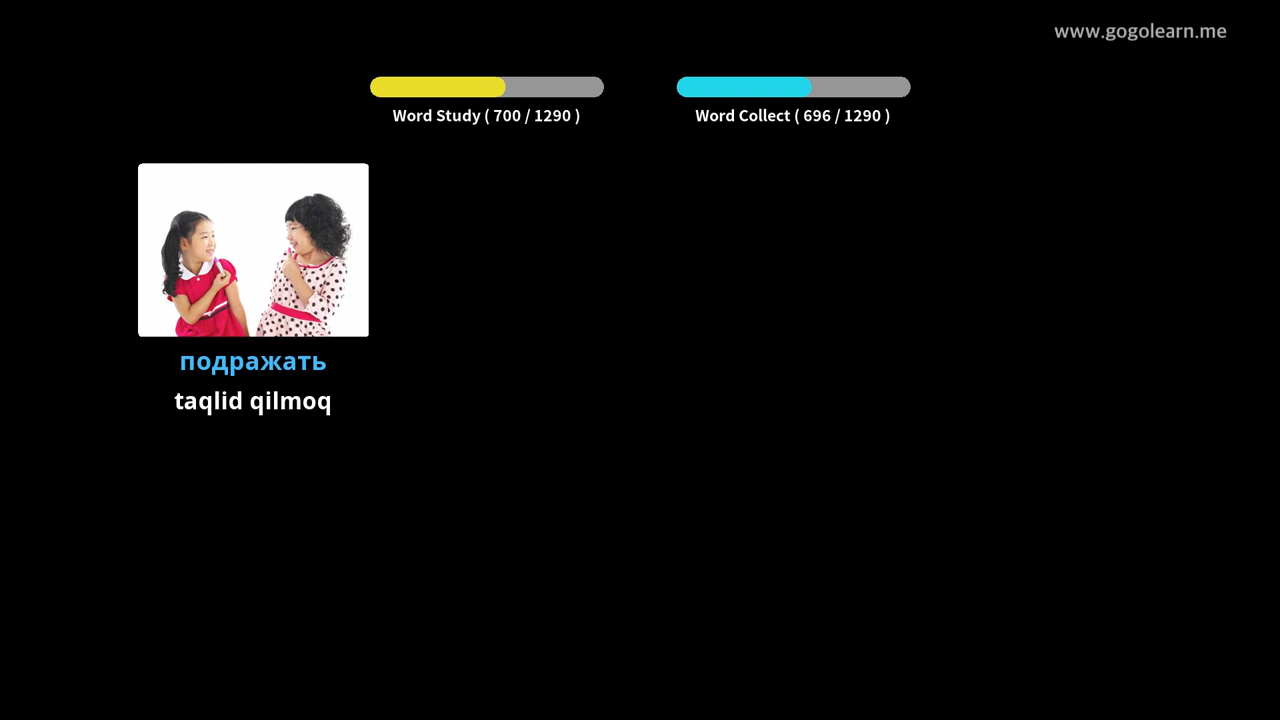 www.gogolearn.me
Word Study ( 700 / 1290 )
Word Collect ( 696 / 1290 )
подражать
taqlid qilmoq